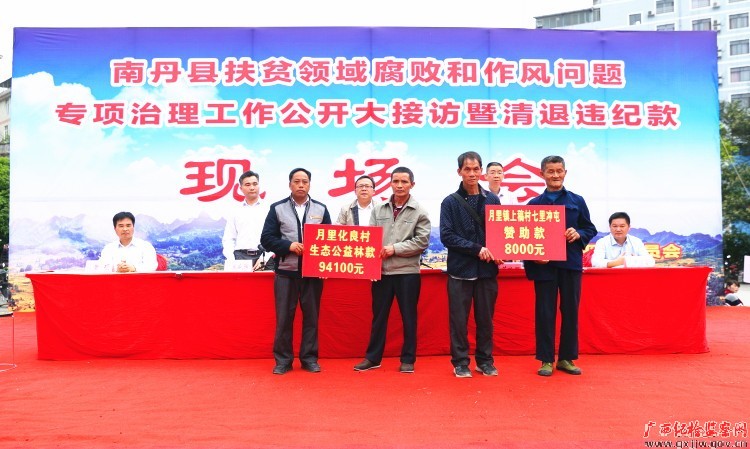 南丹县扶贫领域腐败和作风问题
专项治理工作公开大接访暨清退违纪款
现场会
月里化良村
生态公益林款
94100元
月里镇上稿村七里冲屯
赞助款
8000元
员会
广西纪检监察网
www.gxjjw.gov.cn